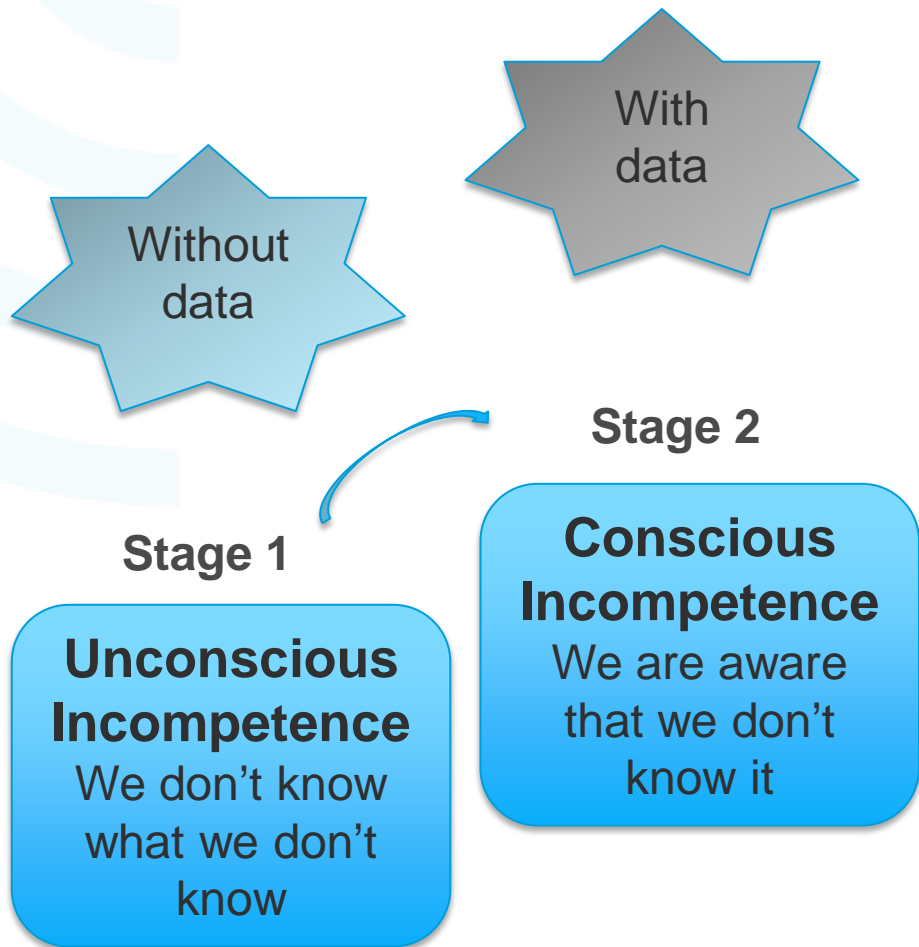 With
data
Without
data
Stage 2
Stage 1
Conscious
Incompetence
We are aware
that we don’t
know it
Unconscious
Incompetence
We don’t know
what we don’t
know